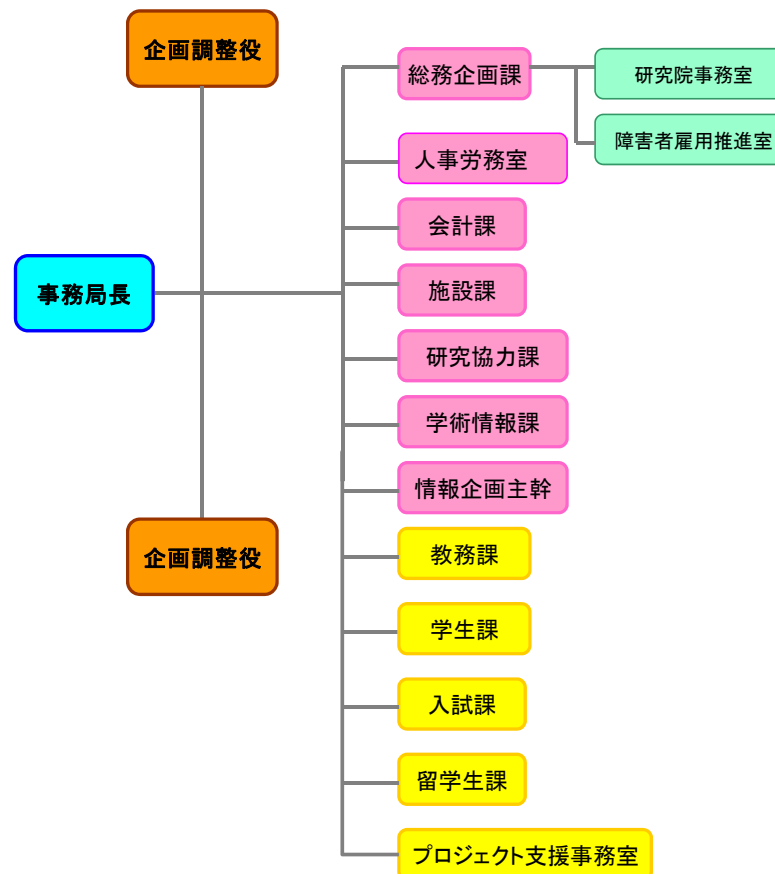 企画調整役
総務企画課
研究院事務室
障害者雇用推進室
人事労務室
会計課
事務局長
施設課
研究協力課
学術情報課
情報企画主幹
企画調整役
教務課
学生課
入試課
留学生課
プロジェクト支援事務室